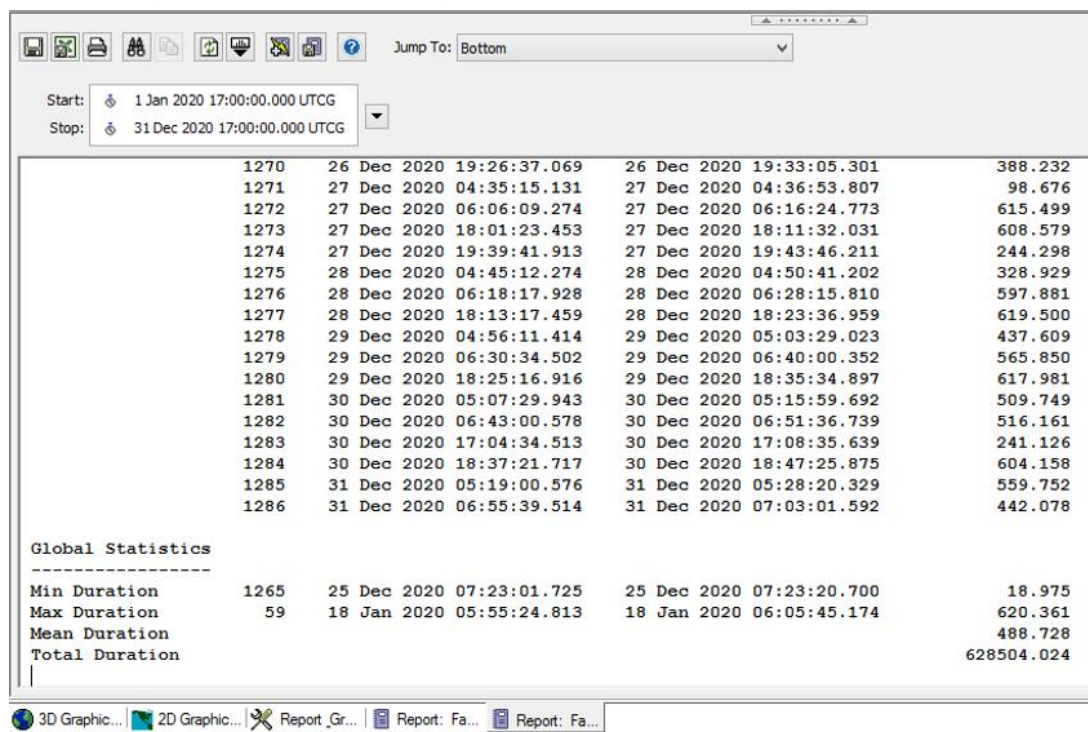 Jump To: Bottom
Start: 1 Jan 2020 17:00:00.000 UTCG
Stop: 31 Dec 2020 17:00:00.000 UTCG
1270 26 Dec 2020 19:26:37.069 26 Dec 2020 19:33:05.301 388.232
1271 27 Dec 2020 04:35:15.131 27 Dec 2020 04:36:53.807 98.676
1272 27 Dec 2020 06:06:09.274 27 Dec 2020 06:16:24.773 615.499
1273 27 Dec 2020 18:01:23.453 27 Dec 2020 18:11:32.031 608.579
1274 27 Dec 2020 19:39:41.913 27 Dec 2020 19:43:46.211 244.298
1275 28 Dec 2020 04:45:12.274 28 Dec 2020 04:50:41.202 328.929
1276 28 Dec 2020 06:18:17.928 28 Dec 2020 06:28:15.810 597.881
1277 28 Dec 2020 18:13:17.459 28 Dec 2020 18:23:36.959 619.500
1278 29 Dec 2020 04:56:11.414 29 Dec 2020 05:03:29.023 437.609
1279 29 Dec 2020 06:30:34.502 29 Dec 2020 06:40:00.352 565.850
1280 29 Dec 2020 18:25:16.916 29 Dec 2020 18:35:34.897 617.981
1281 30 Dec 2020 05:07:29.943 30 Dec 2020 05:15:59.692 509.749
1282 30 Dec 2020 06:43:00.578 30 Dec 2020 06:51:36.739 516.161
1283 30 Dec 2020 17:04:34.513 30 Dec 2020 17:08:35.639 241.126
1284 30 Dec 2020 18:37:21.717 30 Dec 2020 18:47:25.875 604.158
1285 31 Dec 2020 05:19:00.576 31 Dec 2020 05:28:20.329 559.752
1286 31 Dec 2020 06:55:39.514 31 Dec 2020 07:03:01.592 442.078
Global Statistics
-----------------
Min Duration 1265 25 Dec 2020 07:23:01.725 25 Dec 2020 07:23:20.700 18.975
Max Duration 59 18 Jan 2020 05:55:24.813 18 Jan 2020 06:05:45.174 620.361
Mean Duration 488.728
Total Duration 628504.024
3D Graphic... 2D Graphic... Report_Gr... Report: Fa... Report: Fa...